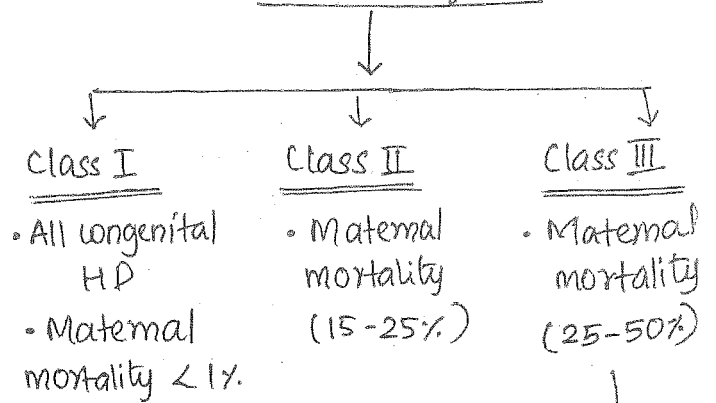 Class I
Class II
Class III
• All congenital
HD
• Maternal
mortality < 1%.
• Maternal
mortality
(15-25%)
• Maternal
mortality
(25-50%)